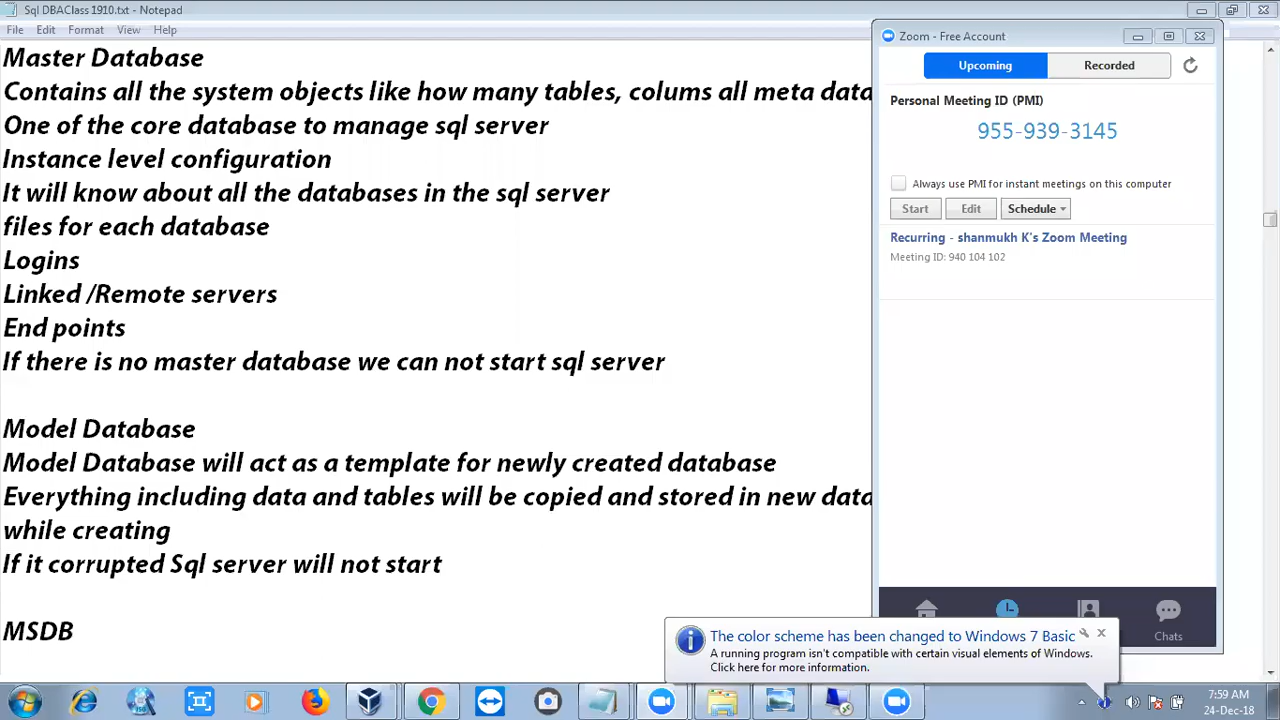 Sql DBAClass 1910.txt - Notepad
File Edit Format View Help
Master Database
Contains all the system objects like how many tables, colums all meta data
One of the core database to manage sql server
Instance level configuration
It will know about all the databases in the sql server
files for each database
Logins
Linked /Remote servers
End points
If there is no master database we can not start sql server
Model Database
Model Database will act as a template for newly created database
Everything including data and tables will be copied and stored in new data
while creating
If it corrupted Sql server will not start
MSDB
Zoom - Free Account
Upcoming Recorded
Personal Meeting ID (PMI)
955-939-3145
Always use PMI for instant meetings on this computer
Start Edit Schedule
Recurring - shanmukh K's Zoom Meeting
Meeting ID: 940 104 102
Chats
The color scheme has been changed to Windows 7 Basic
A running program isn't compatible with certain visual elements of Windows.
Click here for more information.
7:59 AM
24-Dec-18